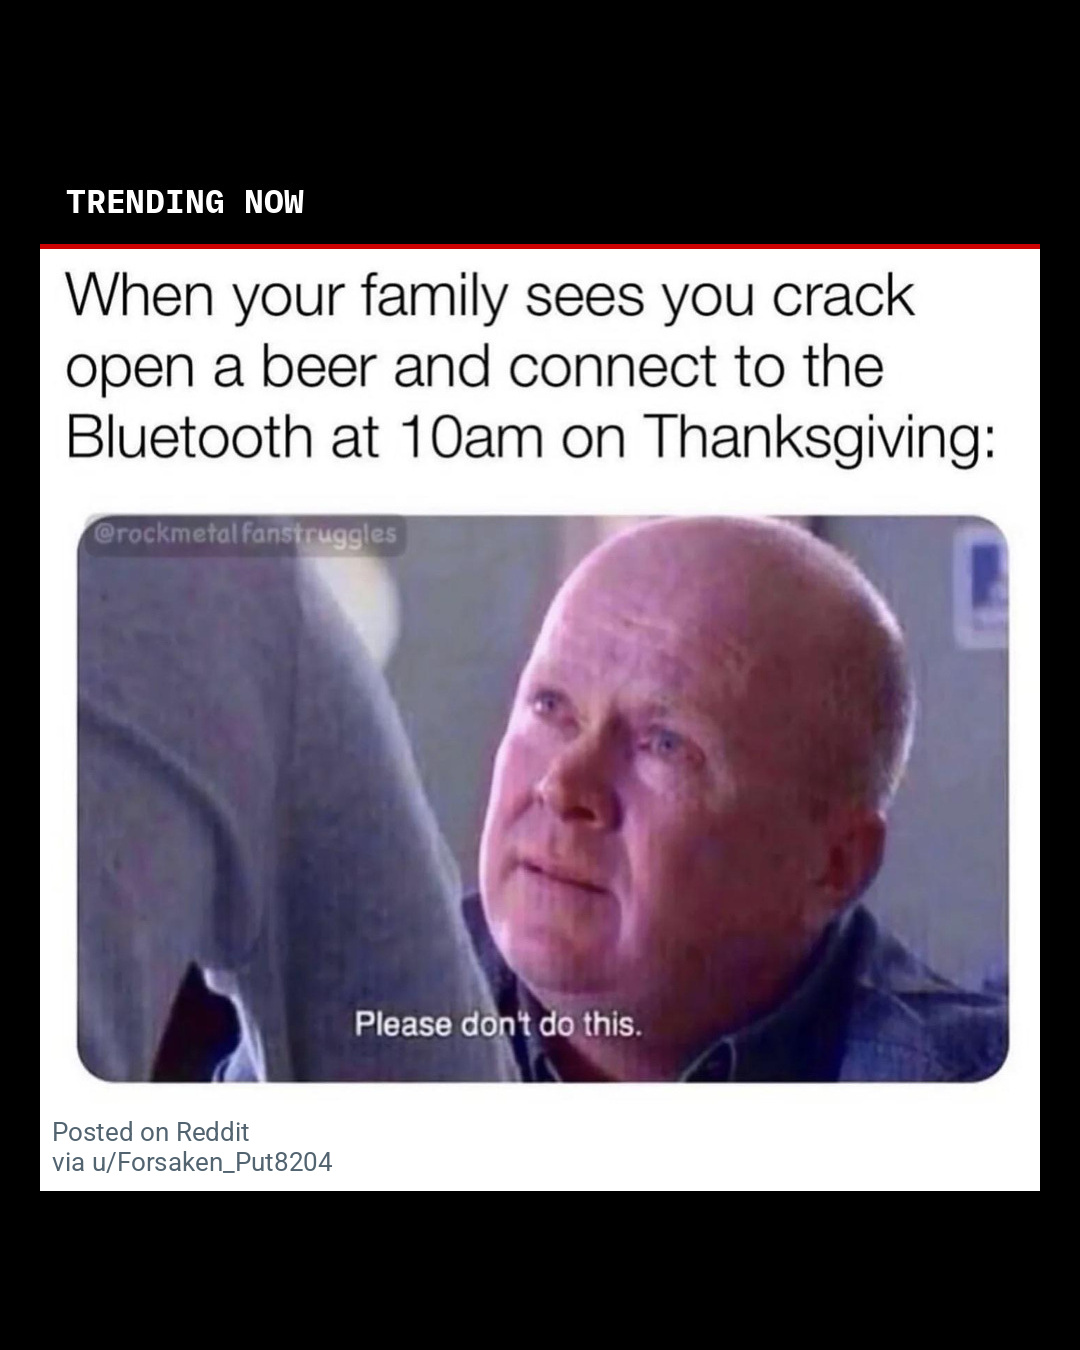 TRENDING NOW
When your family sees you crack
open a beer and connect to the
Bluetooth at 10am on Thanksgiving:
@rockmetalfanstruggles
Please don't do this.
Posted on Reddit
via u/Forsaken_Put8204